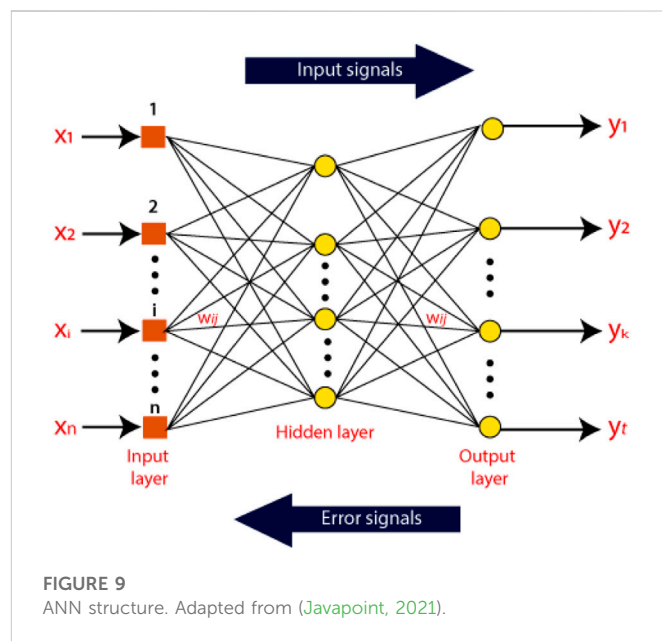 Input signals
1
x1 y1
2
x2 y2
i
xi wij wij yk
n
xn Hidden layer yt
Input layer Output layer
Error signals
FIGURE 9
ANN structure. Adapted from (Javapoint, 2021).